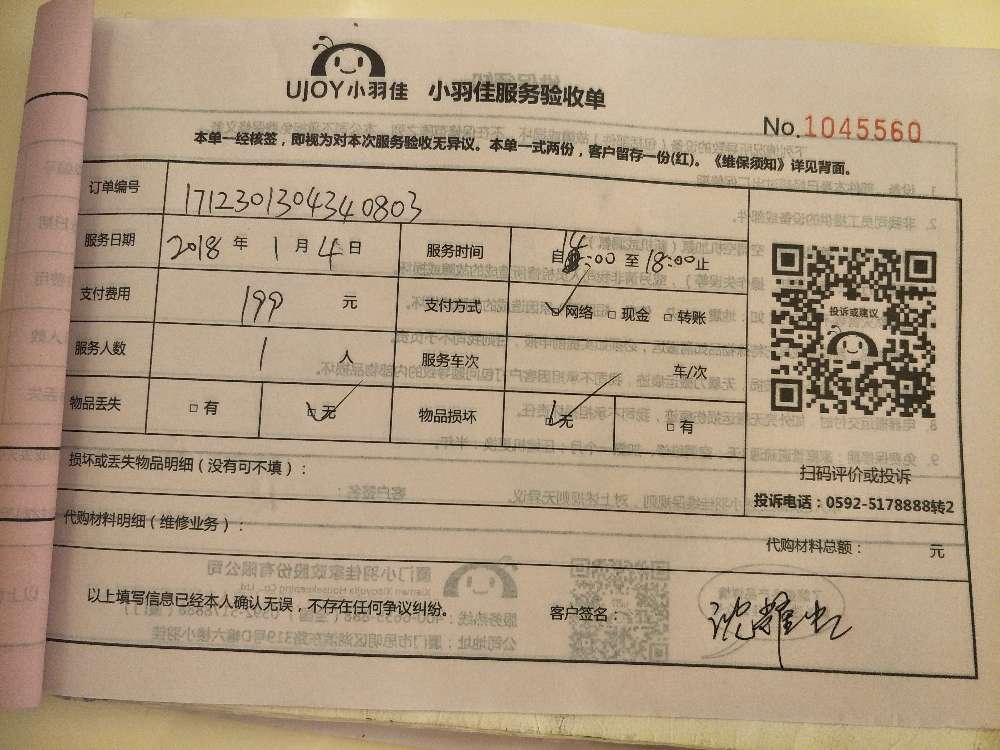 UJOY小羽佳 小羽佳服务验收单
No.1045560
本单一经核签，即视为对本次服务验收无异议。本单一式两份，客户留存一份(红)。《维保须知》详见背面。
订单编号 171230130434 0803
服务日期 2018 年 1 月 4 日 服务时间 自 14:00 至 18:00 止
支付费用 199 元 支付方式 □网络 □现金 □转账
服务人数 1 人 服务车次 车/次
物品丢失 □有 □无 物品损坏 □无 □有
投诉或建议
扫码评价或投诉
投诉电话：0592-5178888转2
损坏或丢失物品明细（没有可不填）：
代购材料明细（维修业务）：
代购材料总额： 元
以上填写信息已经本人确认无误，不存在任何争议纠纷。 客户签名：